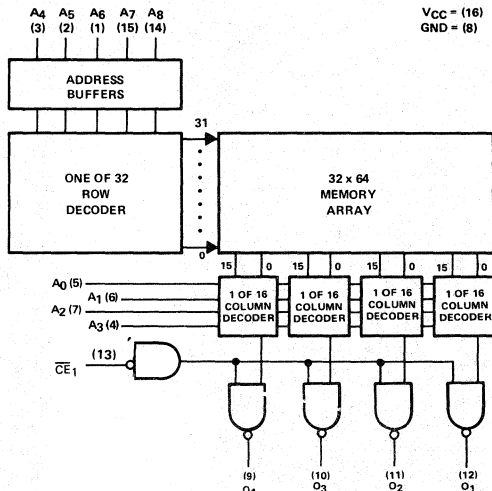 A4 A5 A6 A7 A8
(3) (2) (1) (15) (14)
VCC = (16)
GND = (8)
ADDRESS
BUFFERS
31
ONE OF 32
ROW
DECODER
32 x 64
MEMORY
ARRAY
0
15 0 15 0 15 0 15 0
A0 (5)
A1 (6)
A2 (7)
A3 (4)
1 OF 16
COLUMN
DECODER
1 OF 16
COLUMN
DECODER
1 OF 16
COLUMN
DECODER
1 OF 16
COLUMN
DECODER
CE1 (13)
(9) (10) (11) (12)
O4 O3 O2 O1